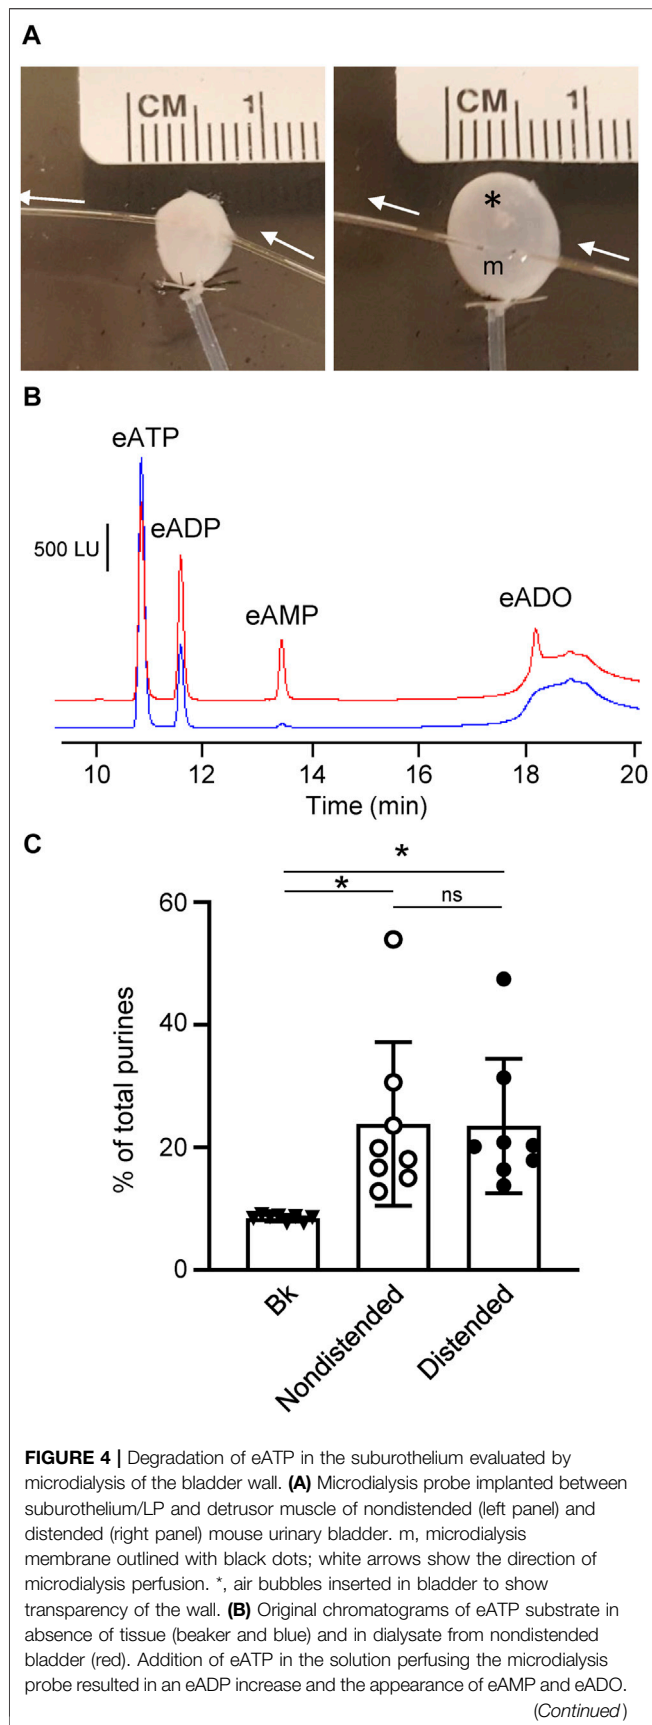 A
CM 1
CM 1
*
m
B
eATP
eADP
500 LU
eAMP
eADO
10 12 14 16 18 20
Time (min)
C
*
*
ns
60
40
20
0
% of total purines
Bk
Nondistended
Distended
FIGURE 4 | Degradation of eATP in the suburothelium evaluated by
microdialysis of the bladder wall. (A) Microdialysis probe implanted between
suburothelium/LP and detrusor muscle of nondistended (left panel) and
distended (right panel) mouse urinary bladder. m, microdialysis
membrane outlined with black dots; white arrows show the direction of
microdialysis perfusion. *, air bubbles inserted in bladder to show
transparency of the wall. (B) Original chromatograms of eATP substrate in
absence of tissue (beaker and blue) and in dialysate from nondistended
bladder (red). Addition of eATP in the solution perfusing the microdialysis
probe resulted in an eADP increase and the appearance of eAMP and eADO.
(Continued)